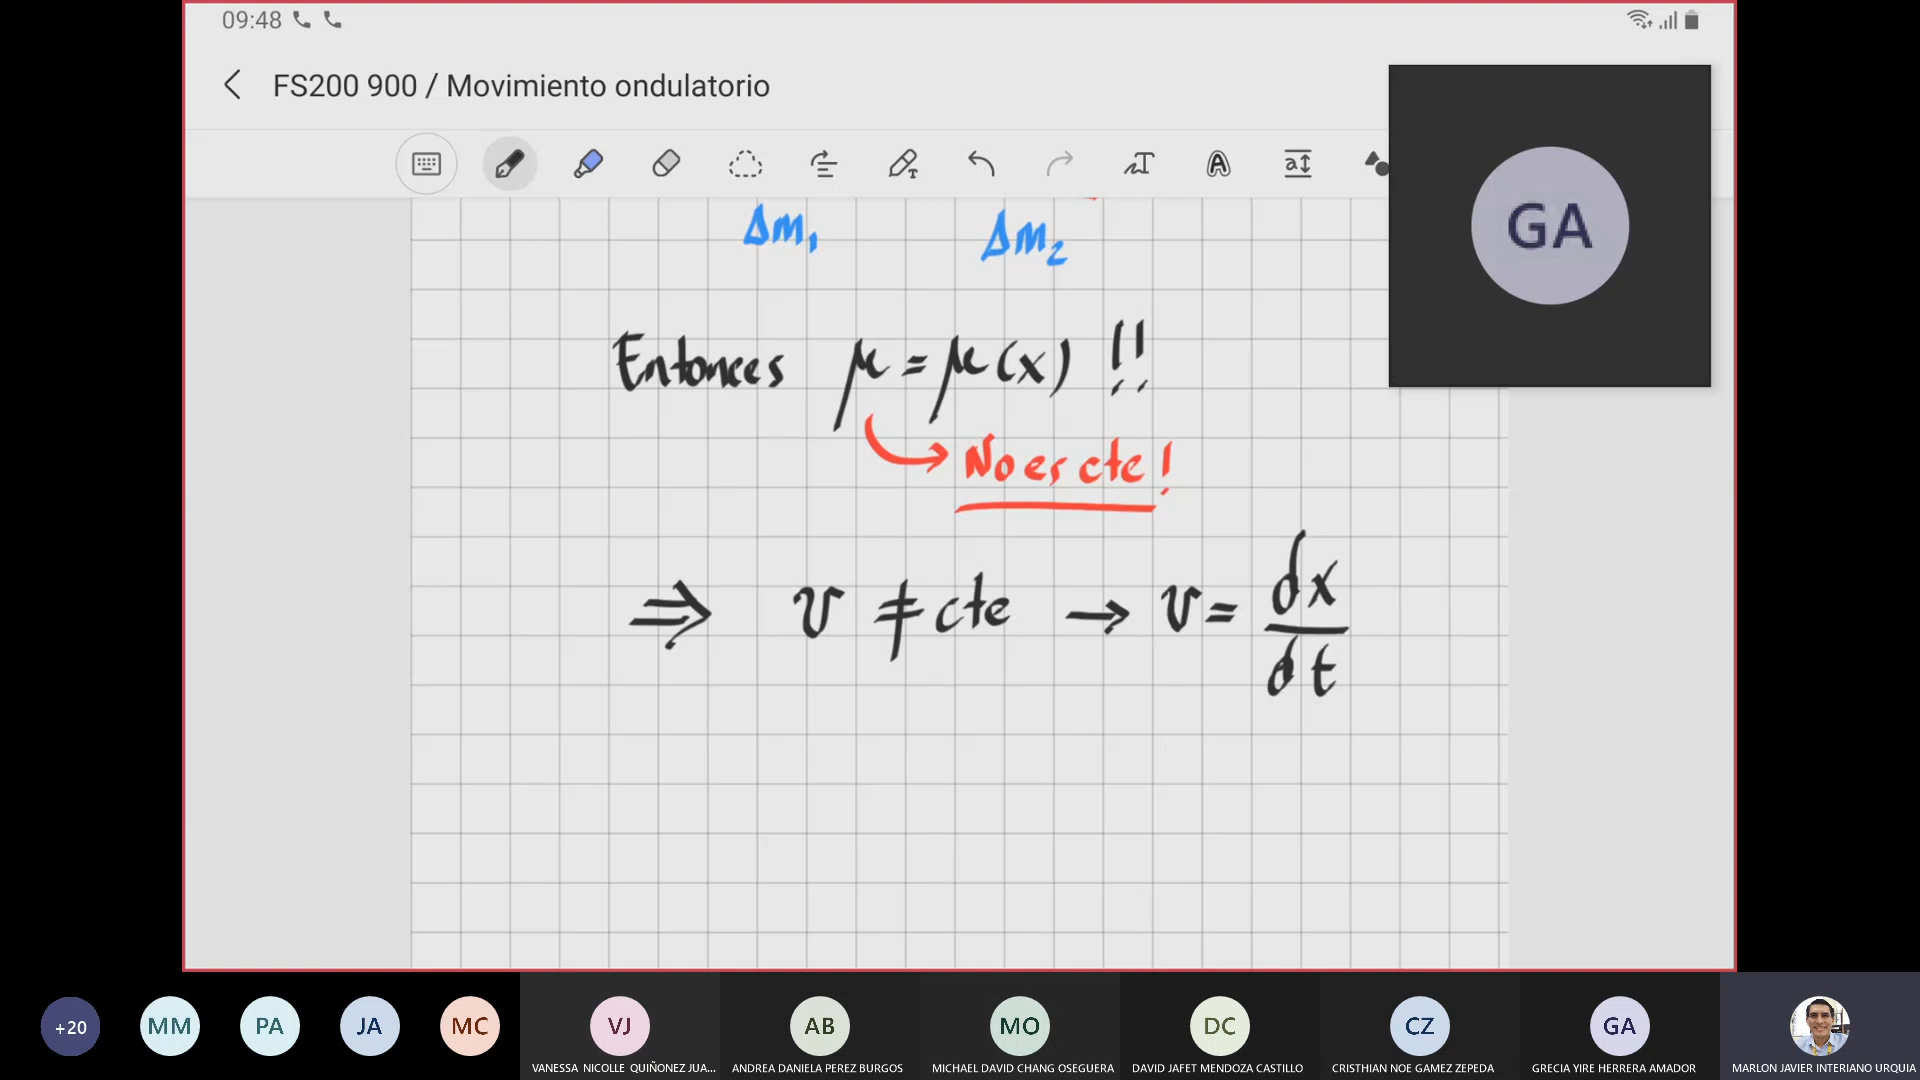 09:48
FS200 900 / Movimiento ondulatorio
GA
Δm₁ Δm₂
Entonces μ = μ(x) !!
No es cte!
⇒ v ≠ cte → v = dx/dt
+20 MM PA JA MC VJ AB MO DC CZ GA
VANESSA NICOLLE QUIÑONEZ JUA... ANDREA DANIELA PEREZ BURGOS MICHAEL DAVID CHANG OSEGUERA DAVID JAFET MENDOZA CASTILLO CRISTHIAN NOE GAMEZ ZEPEDA GRECIA YIRE HERRERA AMADOR MARLON JAVIER INTERIANO URQUIA